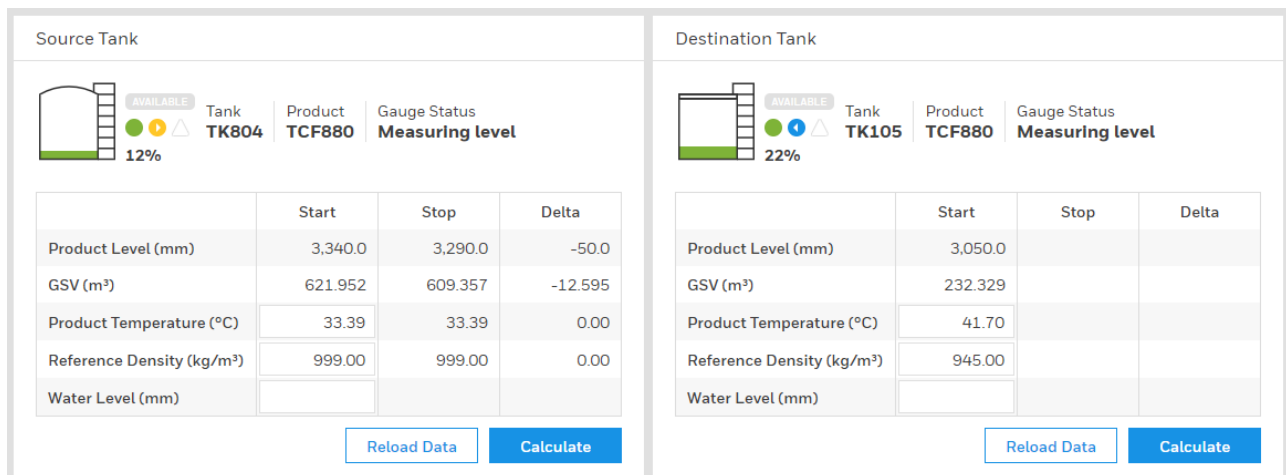 Source Tank
AVAILABLE
Tank Product Gauge Status
TK804 TCF880 Measuring level
12%
Start Stop Delta
Product Level (mm) 3,340.0 3,290.0 -50.0
GSV (m³) 621.952 609.357 -12.595
Product Temperature (°C) 33.39 33.39 0.00
Reference Density (kg/m³) 999.00 999.00 0.00
Water Level (mm)
Reload Data Calculate
Destination Tank
AVAILABLE
Tank Product Gauge Status
TK105 TCF880 Measuring level
22%
Start Stop Delta
Product Level (mm) 3,050.0
GSV (m³) 232.329
Product Temperature (°C) 41.70
Reference Density (kg/m³) 945.00
Water Level (mm)
Reload Data Calculate